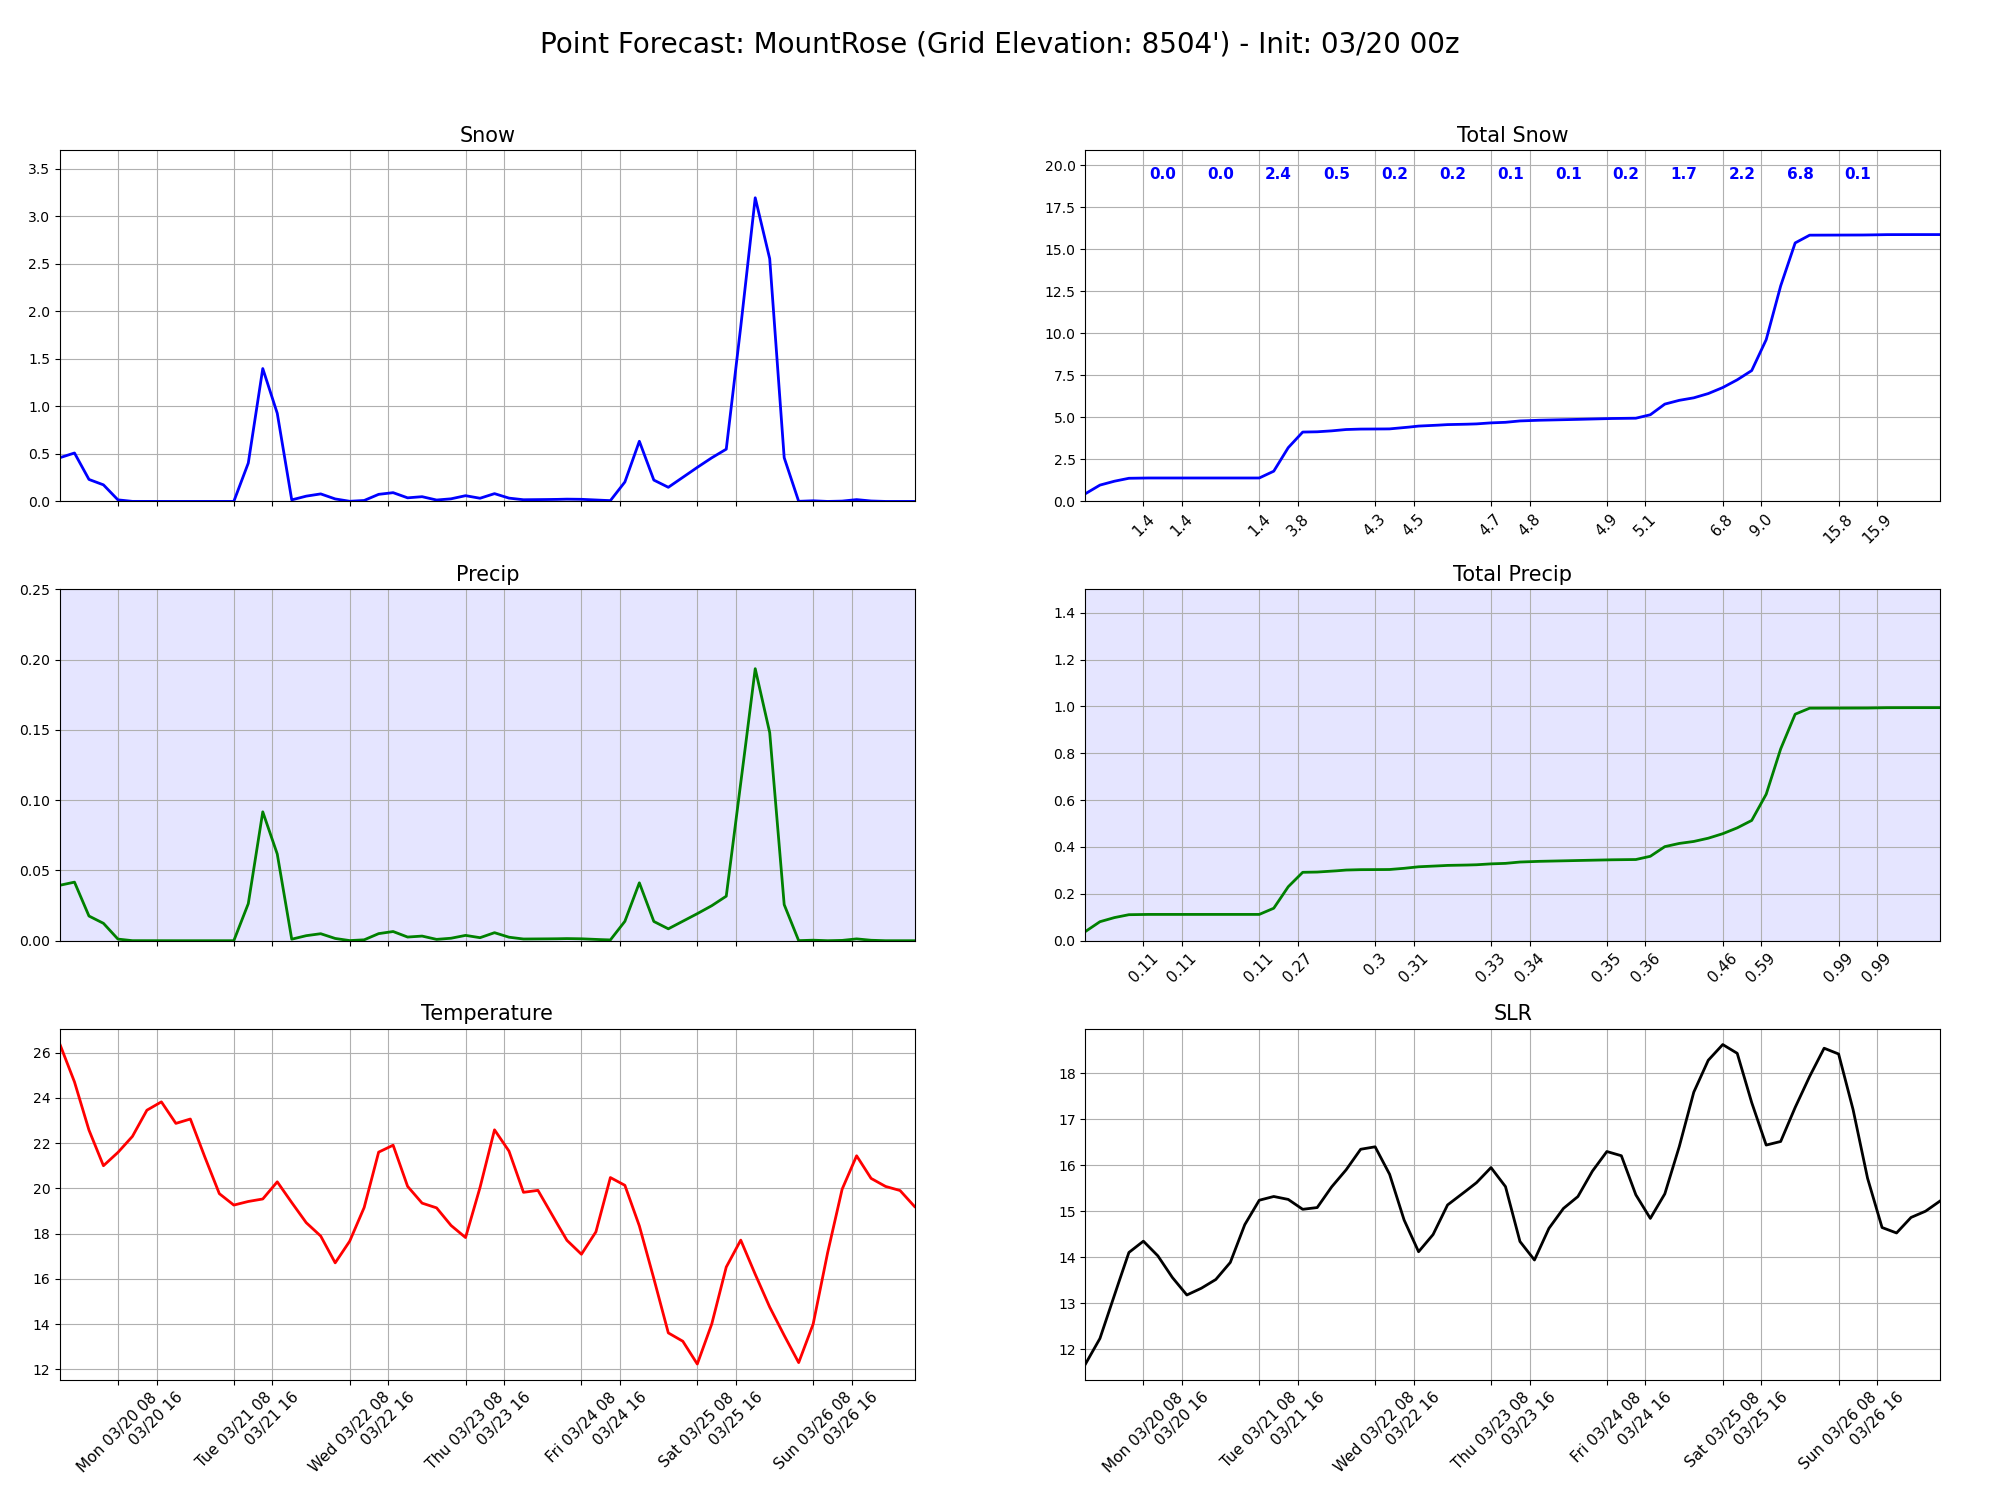 Point Forecast: MountRose (Grid Elevation: 8504') - Init: 03/20 00z
Snow
3.5
3.0
2.5
2.0
1.5
1.0
0.5
0.0
Total Snow
20.0
17.5
15.0
12.5
10.0
7.5
5.0
2.5
0.0
0.0 0.0 2.4 0.5 0.2 0.2 0.1 0.1 0.2 1.7 2.2 6.8 0.1
1.4 1.4 1.4 3.8 4.3 4.5 4.7 4.8 4.9 5.1 6.8 9.0 15.8 15.9
Precip
0.25
0.20
0.15
0.10
0.05
0.00
Total Precip
1.4
1.2
1.0
0.8
0.6
0.4
0.2
0.0
0.11 0.11 0.11 0.27 0.3 0.31 0.33 0.34 0.35 0.36 0.46 0.59 0.99 0.99
Temperature
26
24
22
20
18
16
14
12
Mon 03/20 08
03/20 16
Tue 03/21 08
03/21 16
Wed 03/22 08
03/22 16
Thu 03/23 08
03/23 16
Fri 03/24 08
03/24 16
Sat 03/25 08
03/25 16
Sun 03/26 08
03/26 16
SLR
18
17
16
15
14
13
12
Mon 03/20 08
03/20 16
Tue 03/21 08
03/21 16
Wed 03/22 08
03/22 16
Thu 03/23 08
03/23 16
Fri 03/24 08
03/24 16
Sat 03/25 08
03/25 16
Sun 03/26 08
03/26 16